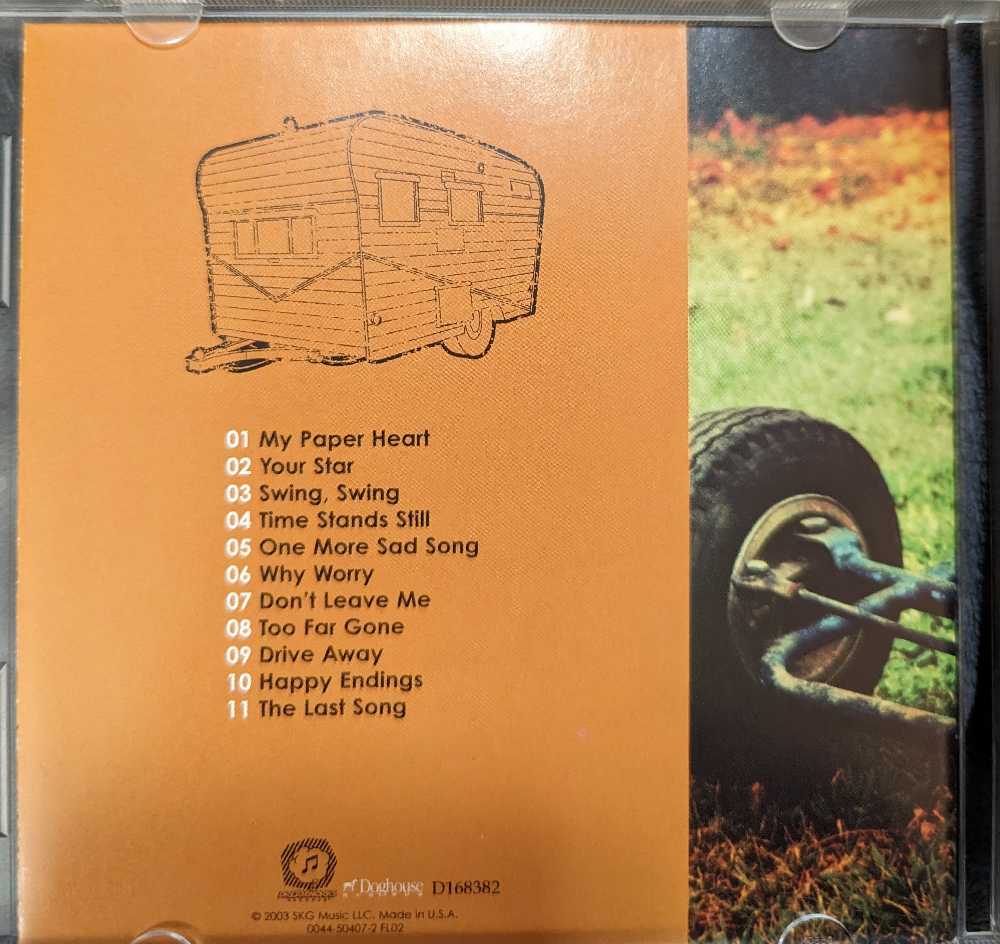 01 My Paper Heart
02 Your Star
03 Swing, Swing
04 Time Stands Still
05 One More Sad Song
06 Why Worry
07 Don't Leave Me
08 Too Far Gone
09 Drive Away
10 Happy Endings
11 The Last Song
Doghouse D168382
RECORDS
© 2003 SKG Music LLC. Made in U.S.A.
0044-50407-2 FL02